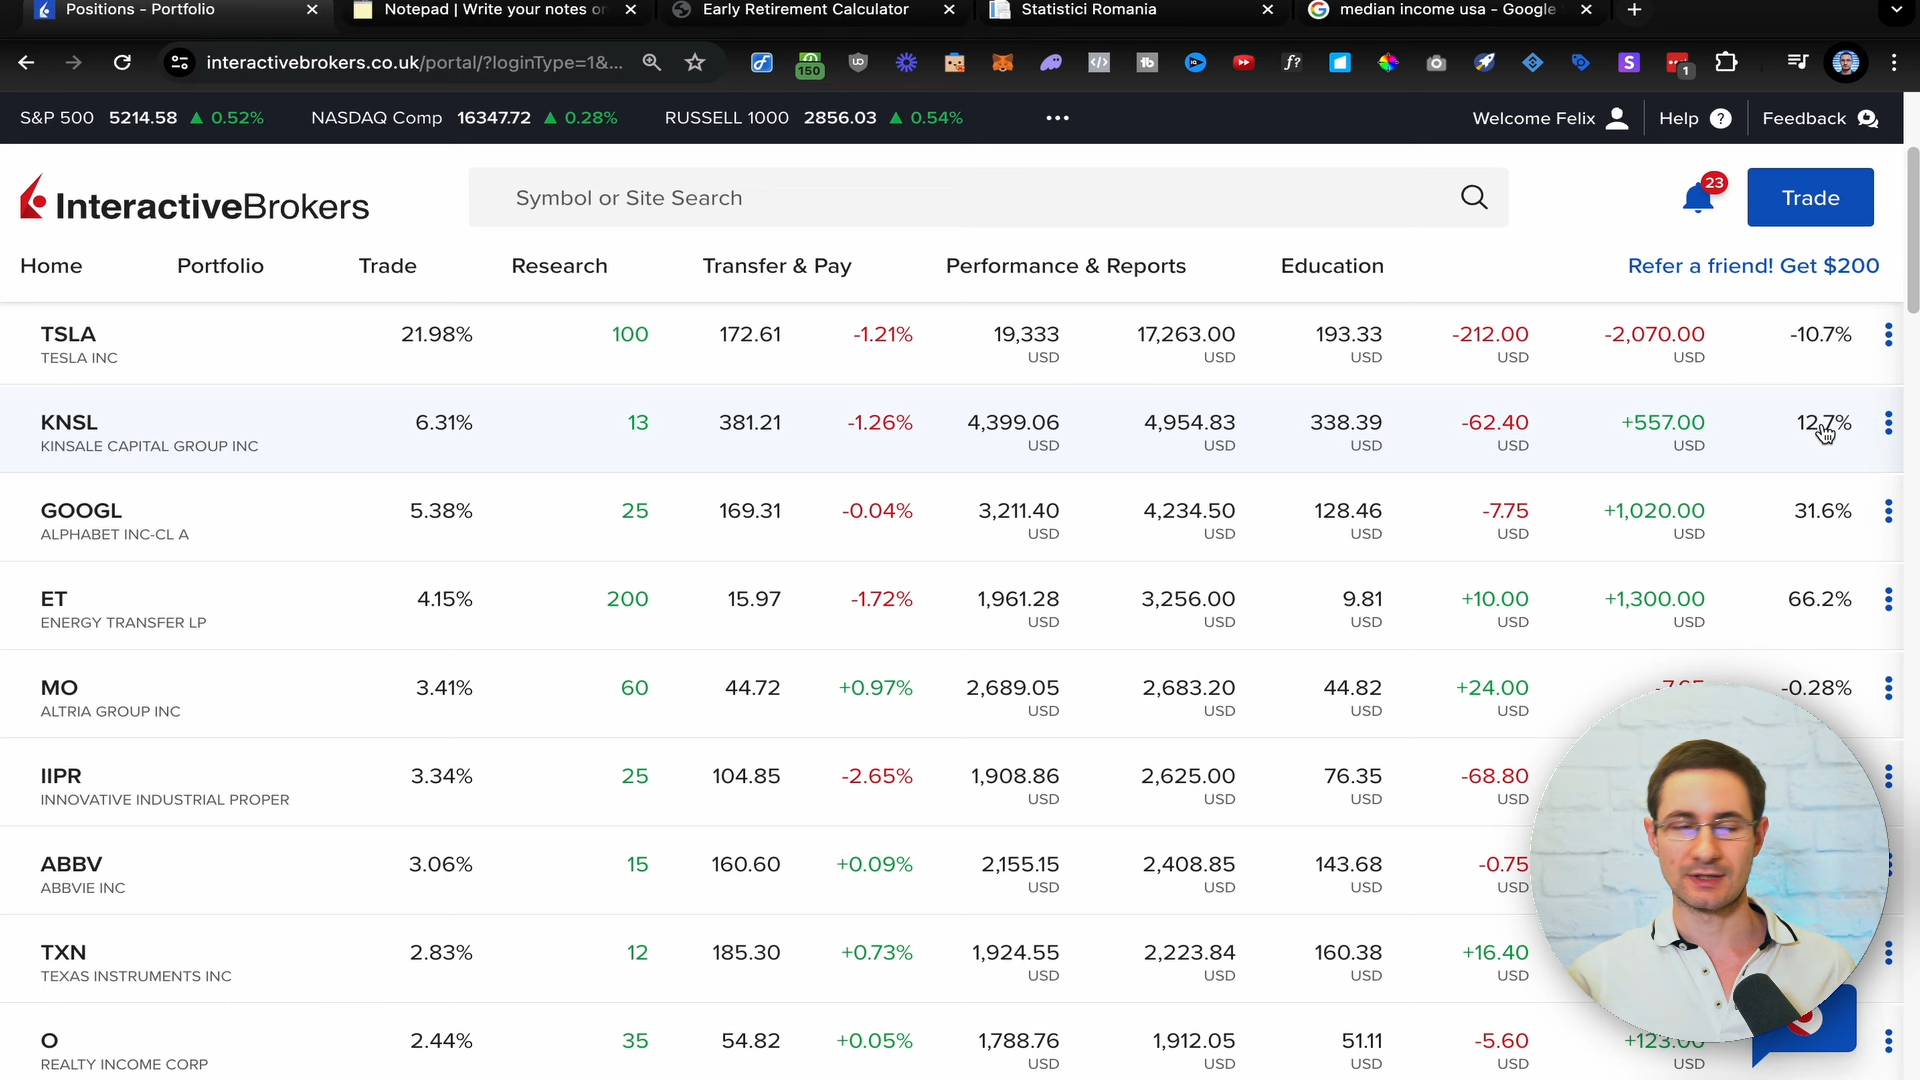 Positions - Portfolio
Notepad | Write your notes on
Early Retirement Calculator
Statistici Romania
median income usa - Google
interactivebrokers.co.uk/portal/?loginType=1&...
150
1
S&P 500 5214.58 ▲ 0.52% NASDAQ Comp 16347.72 ▲ 0.28% RUSSELL 1000 2856.03 ▲ 0.54% ••• Welcome Felix Help ? Feedback
InteractiveBrokers
Symbol or Site Search
23
Trade
Home Portfolio Trade Research Transfer & Pay Performance & Reports Education Refer a friend! Get $200
TSLA 21.98% 100 172.61 -1.21% 19,333 17,263.00 193.33 -212.00 -2,070.00 -10.7%
TESLA INC USD USD USD USD USD
KNSL 6.31% 13 381.21 -1.26% 4,399.06 4,954.83 338.39 -62.40 +557.00 12.7%
KINSALE CAPITAL GROUP INC USD USD USD USD USD
GOOGL 5.38% 25 169.31 -0.04% 3,211.40 4,234.50 128.46 -7.75 +1,020.00 31.6%
ALPHABET INC-CL A USD USD USD USD USD
ET 4.15% 200 15.97 -1.72% 1,961.28 3,256.00 9.81 +10.00 +1,300.00 66.2%
ENERGY TRANSFER LP USD USD USD USD USD
MO 3.41% 60 44.72 +0.97% 2,689.05 2,683.20 44.82 +24.00 -0.28%
ALTRIA GROUP INC USD USD USD USD
IIPR 3.34% 25 104.85 -2.65% 1,908.86 2,625.00 76.35 -68.80
INNOVATIVE INDUSTRIAL PROPER USD USD USD USD
ABBV 3.06% 15 160.60 +0.09% 2,155.15 2,408.85 143.68 -0.75
ABBVIE INC USD USD USD USD
TXN 2.83% 12 185.30 +0.73% 1,924.55 2,223.84 160.38 +16.40
TEXAS INSTRUMENTS INC USD USD USD USD
O 2.44% 35 54.82 +0.05% 1,788.76 1,912.05 51.11 -5.60
REALTY INCOME CORP USD USD USD USD USD